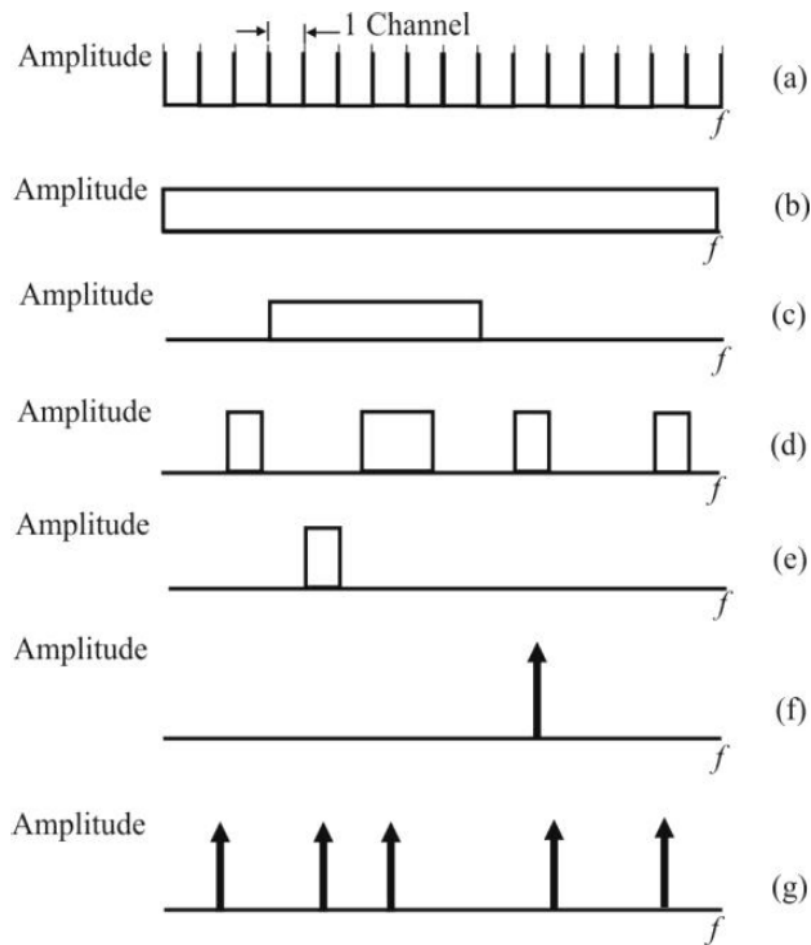 1 Channel
Amplitude
(a)
f
Amplitude
(b)
f
Amplitude
(c)
f
Amplitude
(d)
f
Amplitude
(e)
f
Amplitude
(f)
f
Amplitude
(g)
f